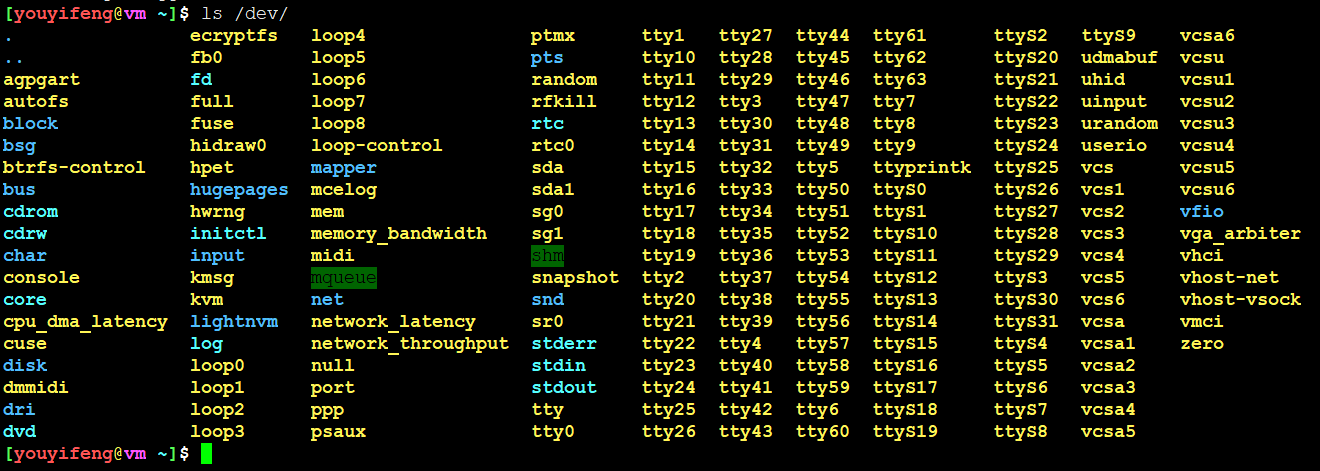 [youyifeng@vm ~]$ ls /dev/
. ecryptfs loop4 ptmx tty1 tty27 tty44 tty61 ttyS2 ttyS9 vcsa6
.. fb0 loop5 pts tty10 tty28 tty45 tty62 ttyS20 udmabuf vcsu
agpgart fd loop6 random tty11 tty29 tty46 tty63 ttyS21 uhid vcsu1
autofs full loop7 rfkill tty12 tty3 tty47 tty7 ttyS22 uinput vcsu2
block fuse loop8 rtc tty13 tty30 tty48 tty8 ttyS23 urandom vcsu3
bsg hidraw0 loop-control rtc0 tty14 tty31 tty49 tty9 ttyS24 userio vcsu4
btrfs-control hpet mapper sda tty15 tty32 tty5 ttyprintk ttyS25 vcs vcsu5
bus hugepages mcelog sda1 tty16 tty33 tty50 ttyS0 ttyS26 vcs1 vcsu6
cdrom hwrng mem sg0 tty17 tty34 tty51 ttyS1 ttyS27 vcs2 vfio
cdrw initctl memory_bandwidth sg1 tty18 tty35 tty52 ttyS10 ttyS28 vcs3 vga_arbiter
char input midi shm tty19 tty36 tty53 ttyS11 ttyS29 vcs4 vhci
console kmsg mqueue snapshot tty2 tty37 tty54 ttyS12 ttyS3 vcs5 vhost-net
core kvm net snd tty20 tty38 tty55 ttyS13 ttyS30 vcs6 vhost-vsock
cpu_dma_latency lightnvm network_latency sr0 tty21 tty39 tty56 ttyS14 ttyS31 vcsa vmci
cuse log network_throughput stderr tty22 tty4 tty57 ttyS15 ttyS4 vcsa1 zero
disk loop0 null stdin tty23 tty40 tty58 ttyS16 ttyS5 vcsa2
dmmidi loop1 port stdout tty24 tty41 tty59 ttyS17 ttyS6 vcsa3
dri loop2 ppp tty tty25 tty42 tty6 ttyS18 ttyS7 vcsa4
dvd loop3 psaux tty0 tty26 tty43 tty60 ttyS19 ttyS8 vcsa5
[youyifeng@vm ~]$